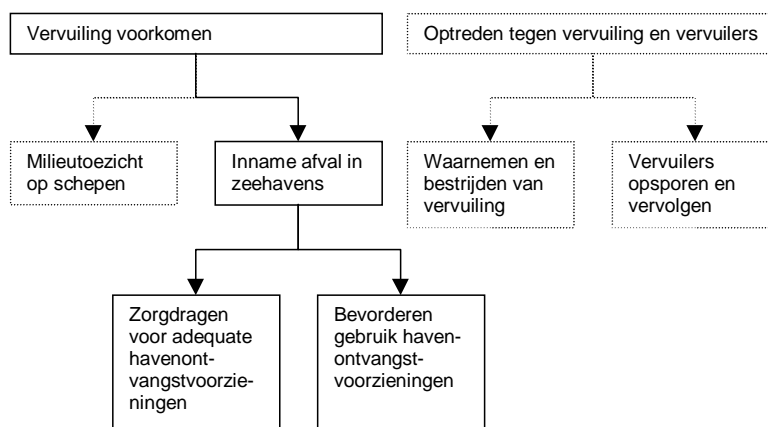 Vervuiling voorkomen
Optreden tegen vervuiling en vervuilers
Milieutoezicht
op schepen
Inname afval in
zeehavens
Waarnemen en
bestrijden van
vervuiling
Vervuilers
opsporen en
vervolgen
Zorgdragen
voor adequate
havenont-
vangstvoorzie-
ningen
Bevorderen
gebruik haven-
ontvangst-
voorzieningen